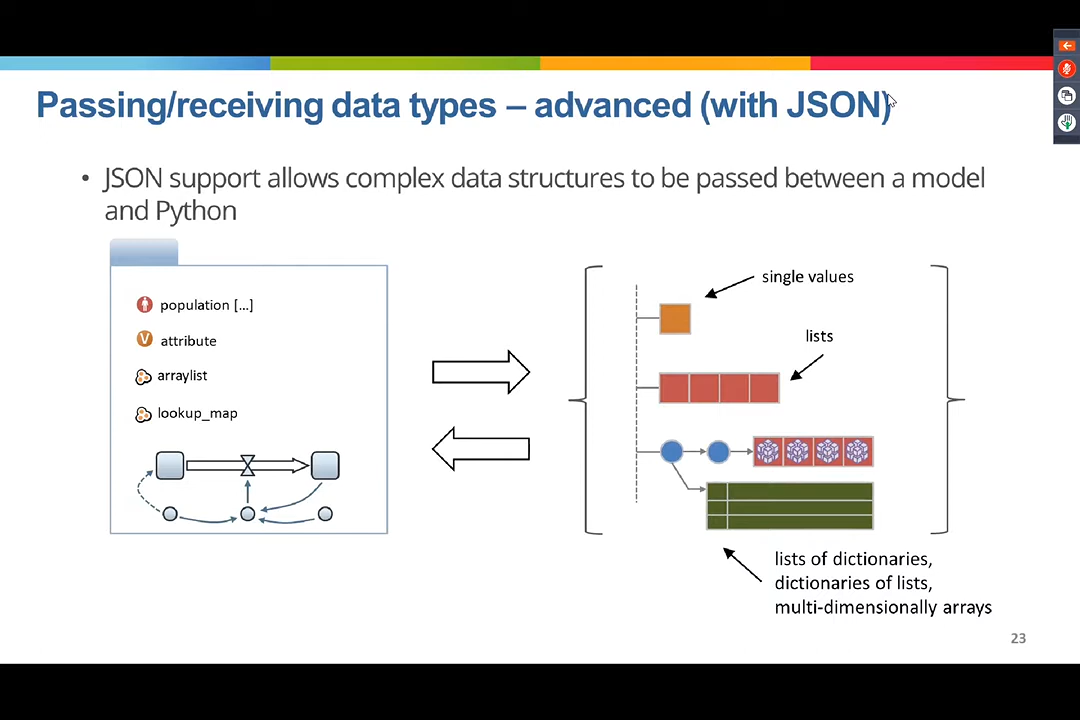 Passing/receiving data types – advanced (with JSON)
• JSON support allows complex data structures to be passed between a model
and Python
population [...]
V
attribute
arraylist
lookup_map
single values
lists
lists of dictionaries,
dictionaries of lists,
multi-dimensionally arrays
23